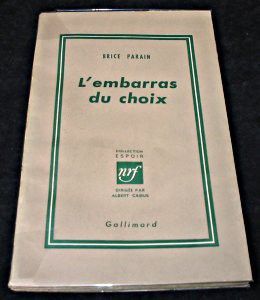 BRICE PARAIN
L'embarras
du choix
COLLECTION
ESPOIR
nrf
DIRIGÉE PAR
ALBERT CAMUS
Gallimard